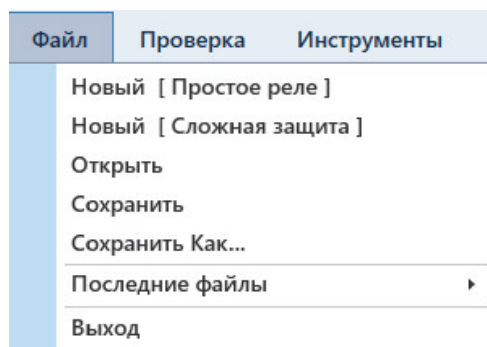 Файл Проверка Инструменты
Новый [ Простое реле ]
Новый [ Сложная защита ]
Открыть
Сохранить
Сохранить Как...
Последние файлы
Выход